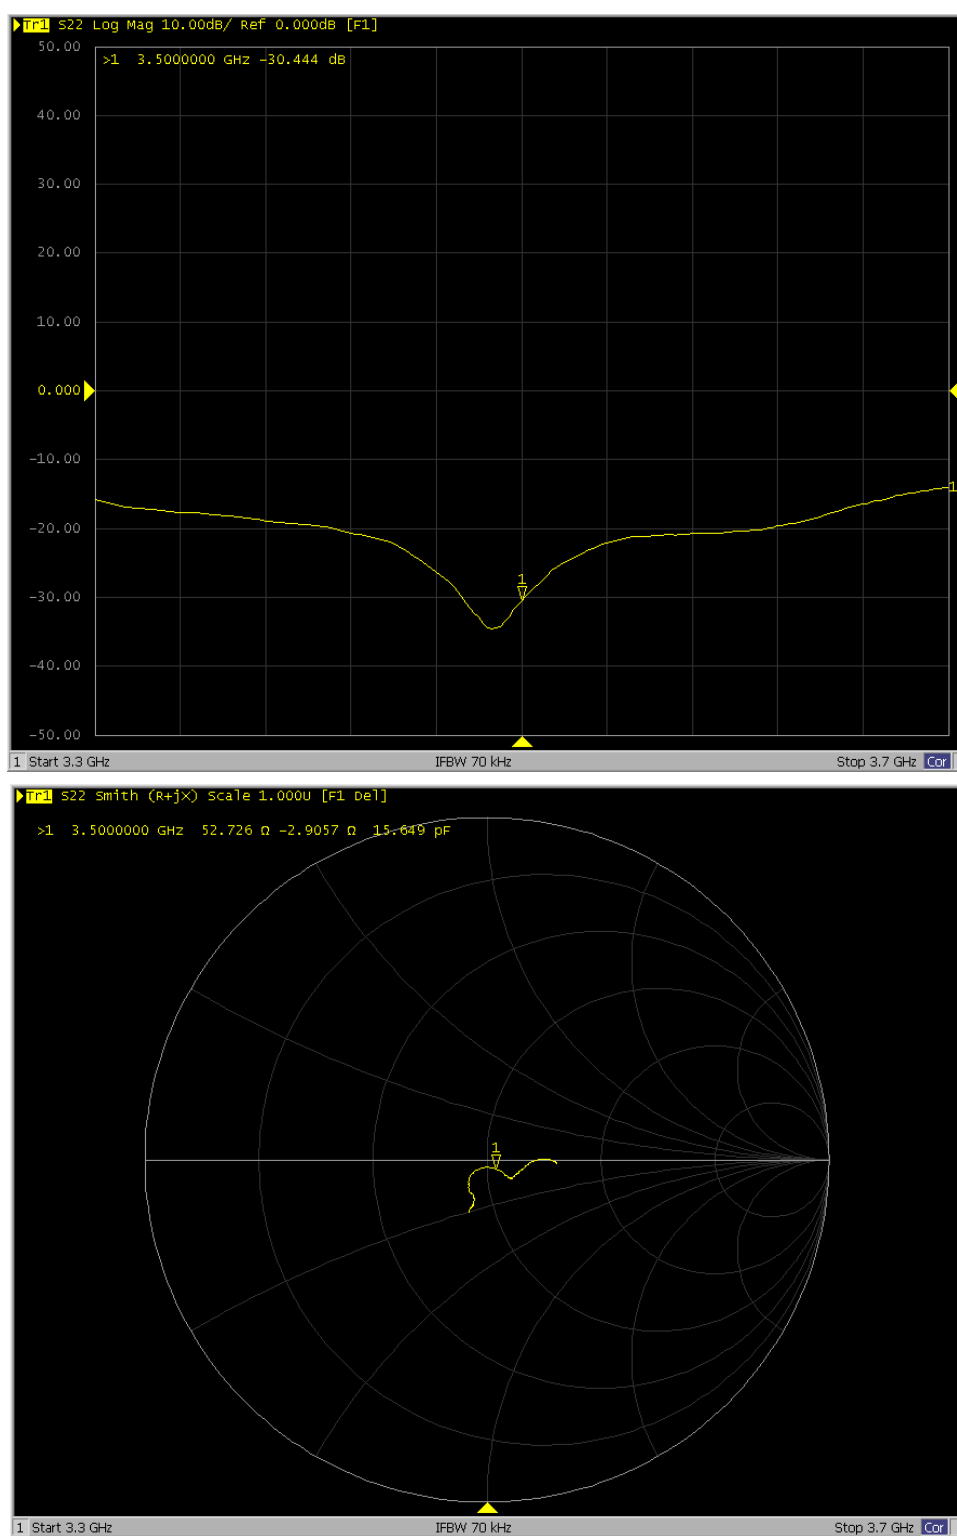 Tr1 S22 Log Mag 10.00dB/ Ref 0.000dB [F1]
50.00
>1 3.5000000 GHz -30.444 dB
40.00
30.00
20.00
10.00
0.000
-10.00
1
-20.00
1
-30.00
-40.00
-50.00
1 Start 3.3 GHz IFBW 70 kHz Stop 3.7 GHz Cor
Tr1 S22 Smith (R+jX) Scale 1.000U [F1 Del]
>1 3.5000000 GHz 52.726 Ω -2.9057 Ω 15.649 pF
1
1 Start 3.3 GHz IFBW 70 kHz Stop 3.7 GHz Cor